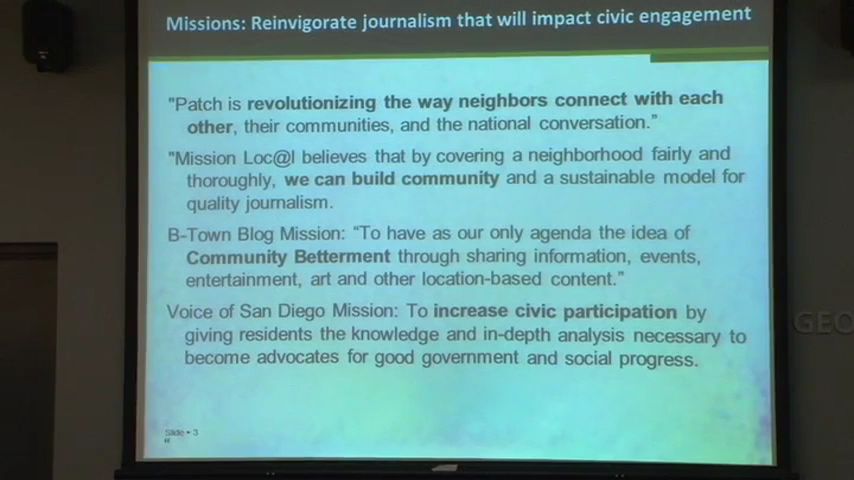 Missions: Reinvigorate journalism that will impact civic engagement
"Patch is revolutionizing the way neighbors connect with each
other, their communities, and the national conversation."
"Mission Loc@l believes that by covering a neighborhood fairly and
thoroughly, we can build community and a sustainable model for
quality journalism.
B-Town Blog Mission: "To have as our only agenda the idea of
Community Betterment through sharing information, events,
entertainment, art and other location-based content."
Voice of San Diego Mission: To increase civic participation by
giving residents the knowledge and in-depth analysis necessary to
become advocates for good government and social progress.
GEO
Slide • 3